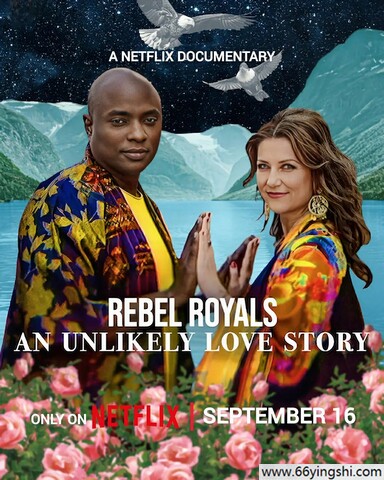 A NETFLIX DOCUMENTARY
REBEL ROYALS
AN UNLIKELY LOVE STORY
ONLY ON NETFLIX | SEPTEMBER 16
www.66yingshi.com